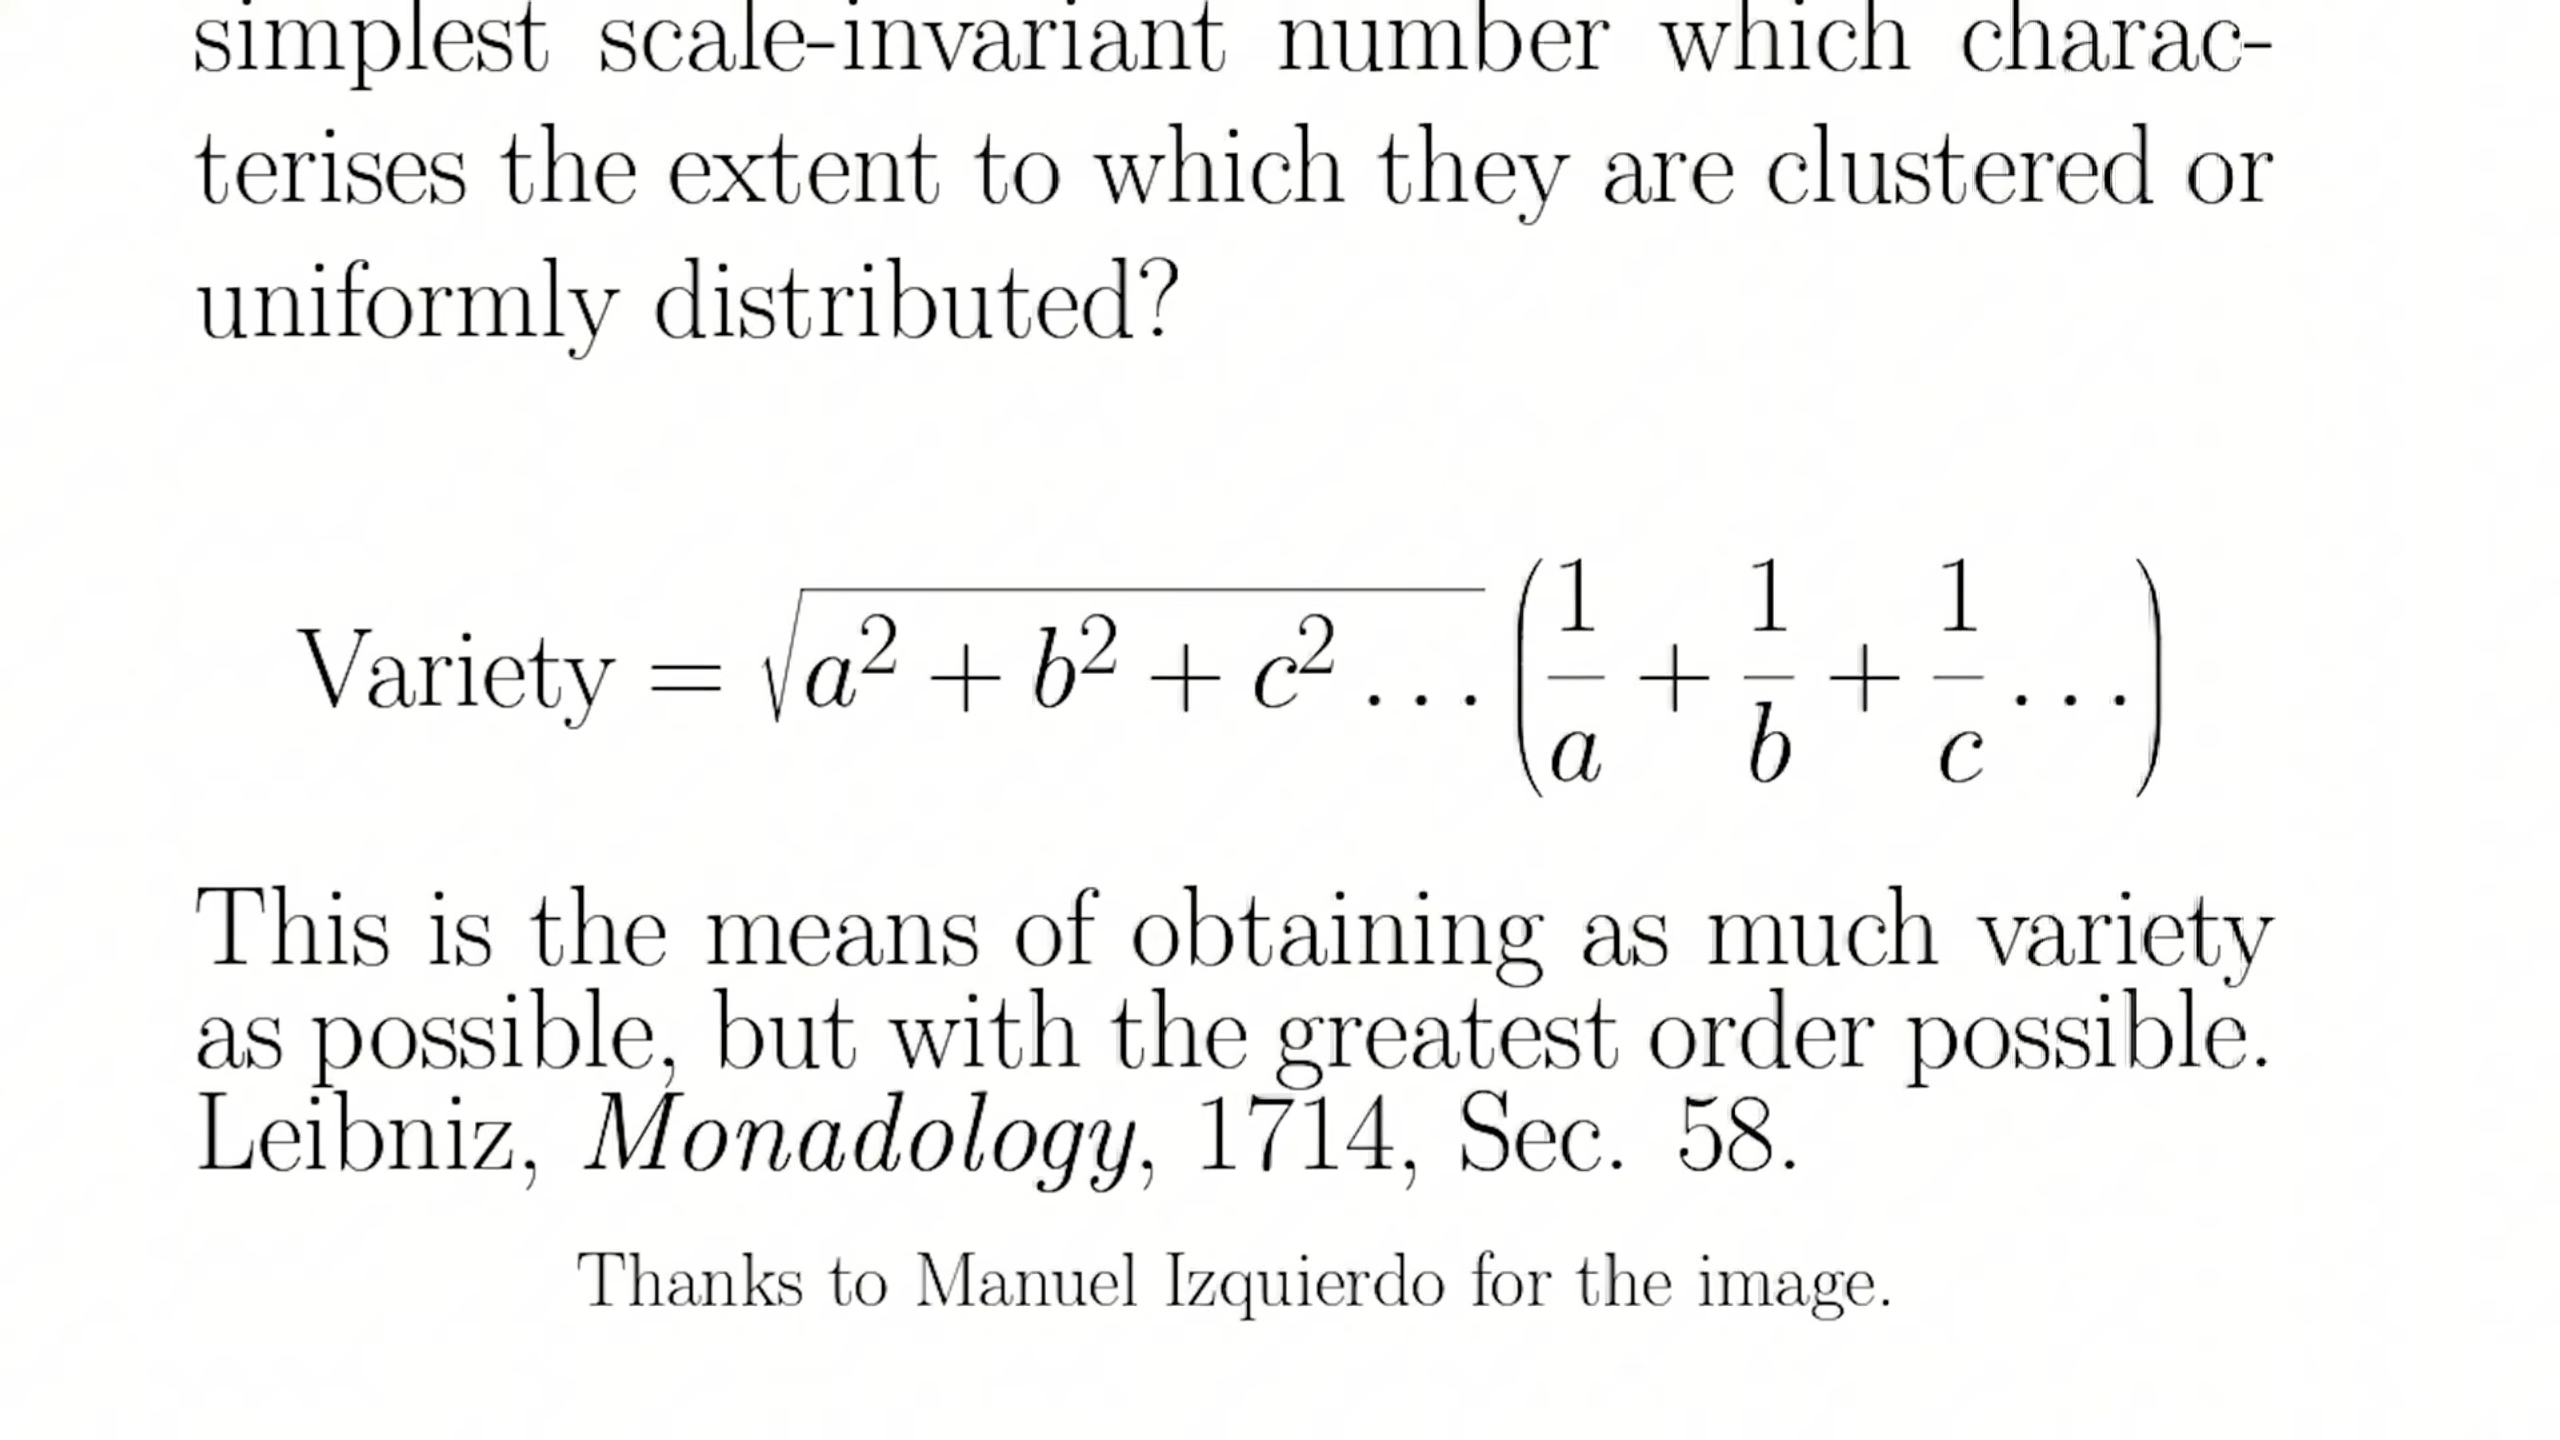 simplest scale-invariant number which charac-
terises the extent to which they are clustered or
uniformly distributed?
Variety = √(a² + b² + c² . . .) (1/a + 1/b + 1/c . . .)
This is the means of obtaining as much variety
as possible, but with the greatest order possible.
Leibniz, Monadology, 1714, Sec. 58.
Thanks to Manuel Izquierdo for the image.